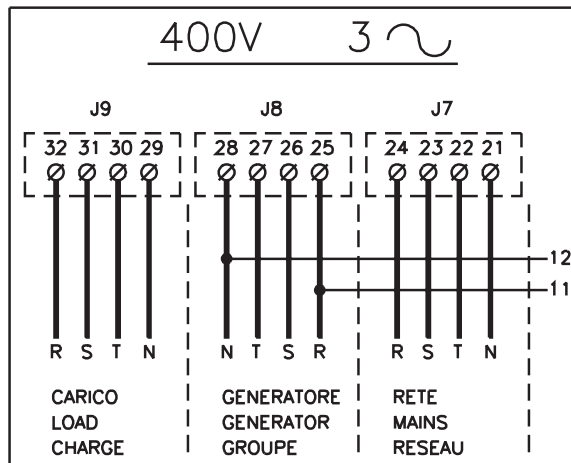 400V 3
J9 J8 J7
32 31 30 29 28 27 26 25 24 23 22 21
12
11
R S T N N T S R R S T N
CARICO GENERATORE RETE
LOAD GENERATOR MAINS
CHARGE GROUPE RESEAU